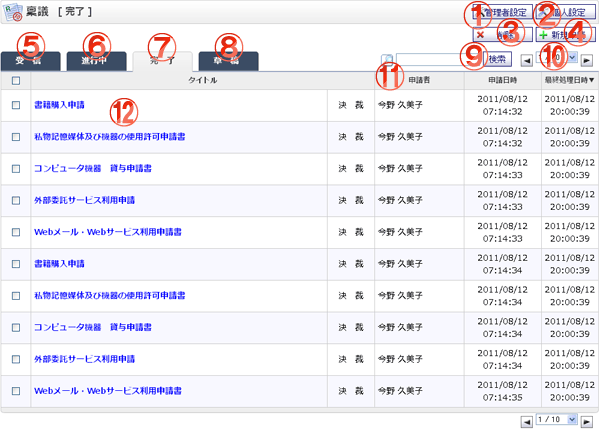 稟議 [ 完了 ]
① 管理者設定 ② 個人設定
③ 削除 ④ 新規作成
⑤ 受 信 ⑥ 進行中 ⑦ 完 了 ⑧ 草 稿 ⑨ 検索 ⑩ 1 / 10
タイトル ⑪ 申請者 申請日時 最終処理日時▼
書籍購入申請 ⑫ 決 裁 今野 久美子 2011/08/12 07:14:32 2011/08/12 20:00:39
私物記憶媒体及び機器の使用許可申請書 決 裁 今野 久美子 2011/08/12 07:14:32 2011/08/12 20:00:39
コンピュータ機器 貸与申請書 決 裁 今野 久美子 2011/08/12 07:14:33 2011/08/12 20:00:39
外部委託サービス利用申請 決 裁 今野 久美子 2011/08/12 07:14:33 2011/08/12 20:00:39
Webメール・Webサービス利用申請書 決 裁 今野 久美子 2011/08/12 07:14:33 2011/08/12 20:00:39
書籍購入申請 決 裁 今野 久美子 2011/08/12 07:14:34 2011/08/12 20:00:39
私物記憶媒体及び機器の使用許可申請書 決 裁 今野 久美子 2011/08/12 07:14:34 2011/08/12 20:00:39
コンピュータ機器 貸与申請書 決 裁 今野 久美子 2011/08/12 07:14:34 2011/08/12 20:00:39
外部委託サービス利用申請 決 裁 今野 久美子 2011/08/12 07:14:34 2011/08/12 20:00:39
Webメール・Webサービス利用申請書 決 裁 今野 久美子 2011/08/12 07:14:35 2011/08/12 20:00:39
1 / 10